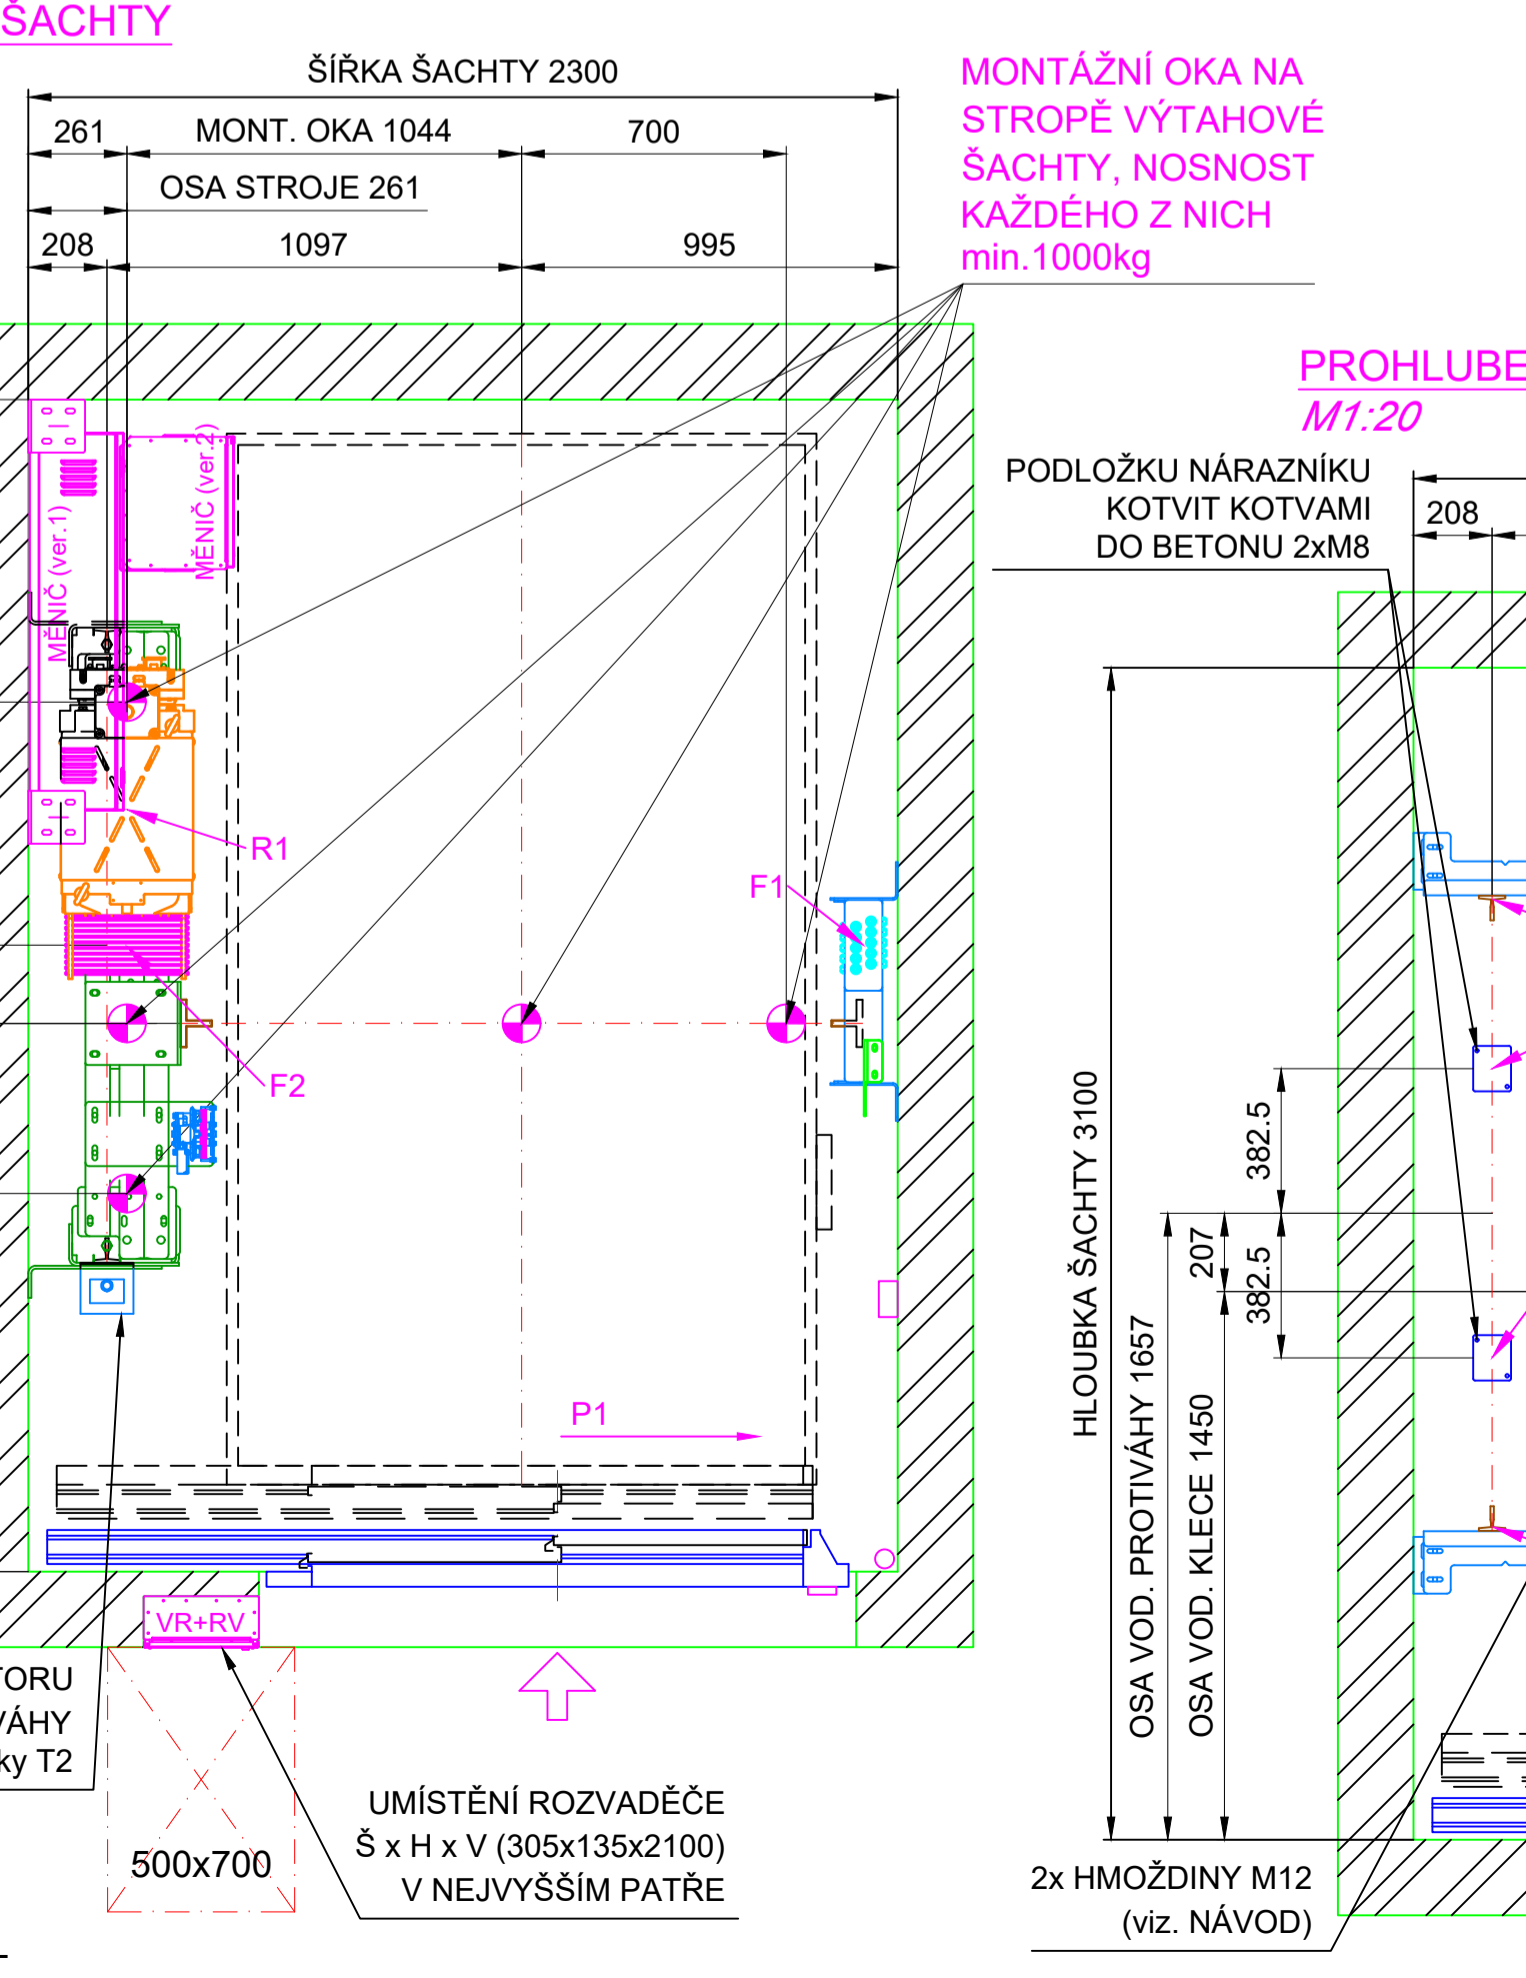 ŠACHTY
ŠÍŘKA ŠACHTY 2300
261
MONT. OKA 1044
700
OSA STROJE 261
208
1097
995
MONTÁŽNÍ OKA NA
STROPĚ VÝTAHOVÉ
ŠACHTY, NOSNOST
KAŽDÉHO Z NICH
min.1000kg
MĚNIČ (ver.1)
MĚNIČ (ver.2)
R1
F1
F2
P1
VR+RV
TORU
VÁHY
ky T2
500x700
UMÍSTĚNÍ ROZVADĚČE
Š x H x V (305x135x2100)
V NEJVYŠŠÍM PATŘE
PROHLUBE
M1:20
PODLOŽKU NÁRAZNÍKU
KOTVIT KOTVAMI
DO BETONU 2xM8
208
HLOUBKA ŠACHTY 3100
OSA VOD. PROTIVÁHY 1657
OSA VOD. KLECE 1450
207
382.5
382.5
2x HMOŽDINY M12
(viz. NÁVOD)